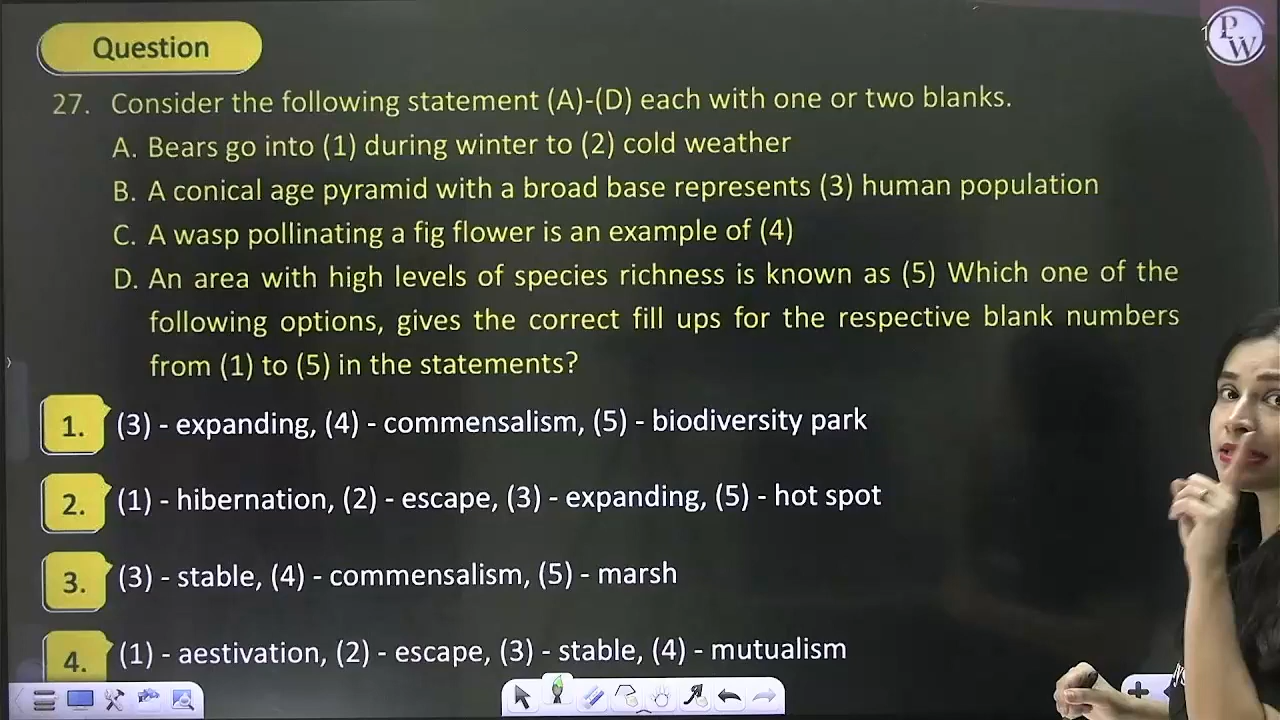 Question
PW
27. Consider the following statement (A)-(D) each with one or two blanks.
A. Bears go into (1) during winter to (2) cold weather
B. A conical age pyramid with a broad base represents (3) human population
C. A wasp pollinating a fig flower is an example of (4)
D. An area with high levels of species richness is known as (5) Which one of the
following options, gives the correct fill ups for the respective blank numbers
from (1) to (5) in the statements?
1. (3) - expanding, (4) - commensalism, (5) - biodiversity park
2. (1) - hibernation, (2) - escape, (3) - expanding, (5) - hot spot
3. (3) - stable, (4) - commensalism, (5) - marsh
4. (1) - aestivation, (2) - escape, (3) - stable, (4) - mutualism